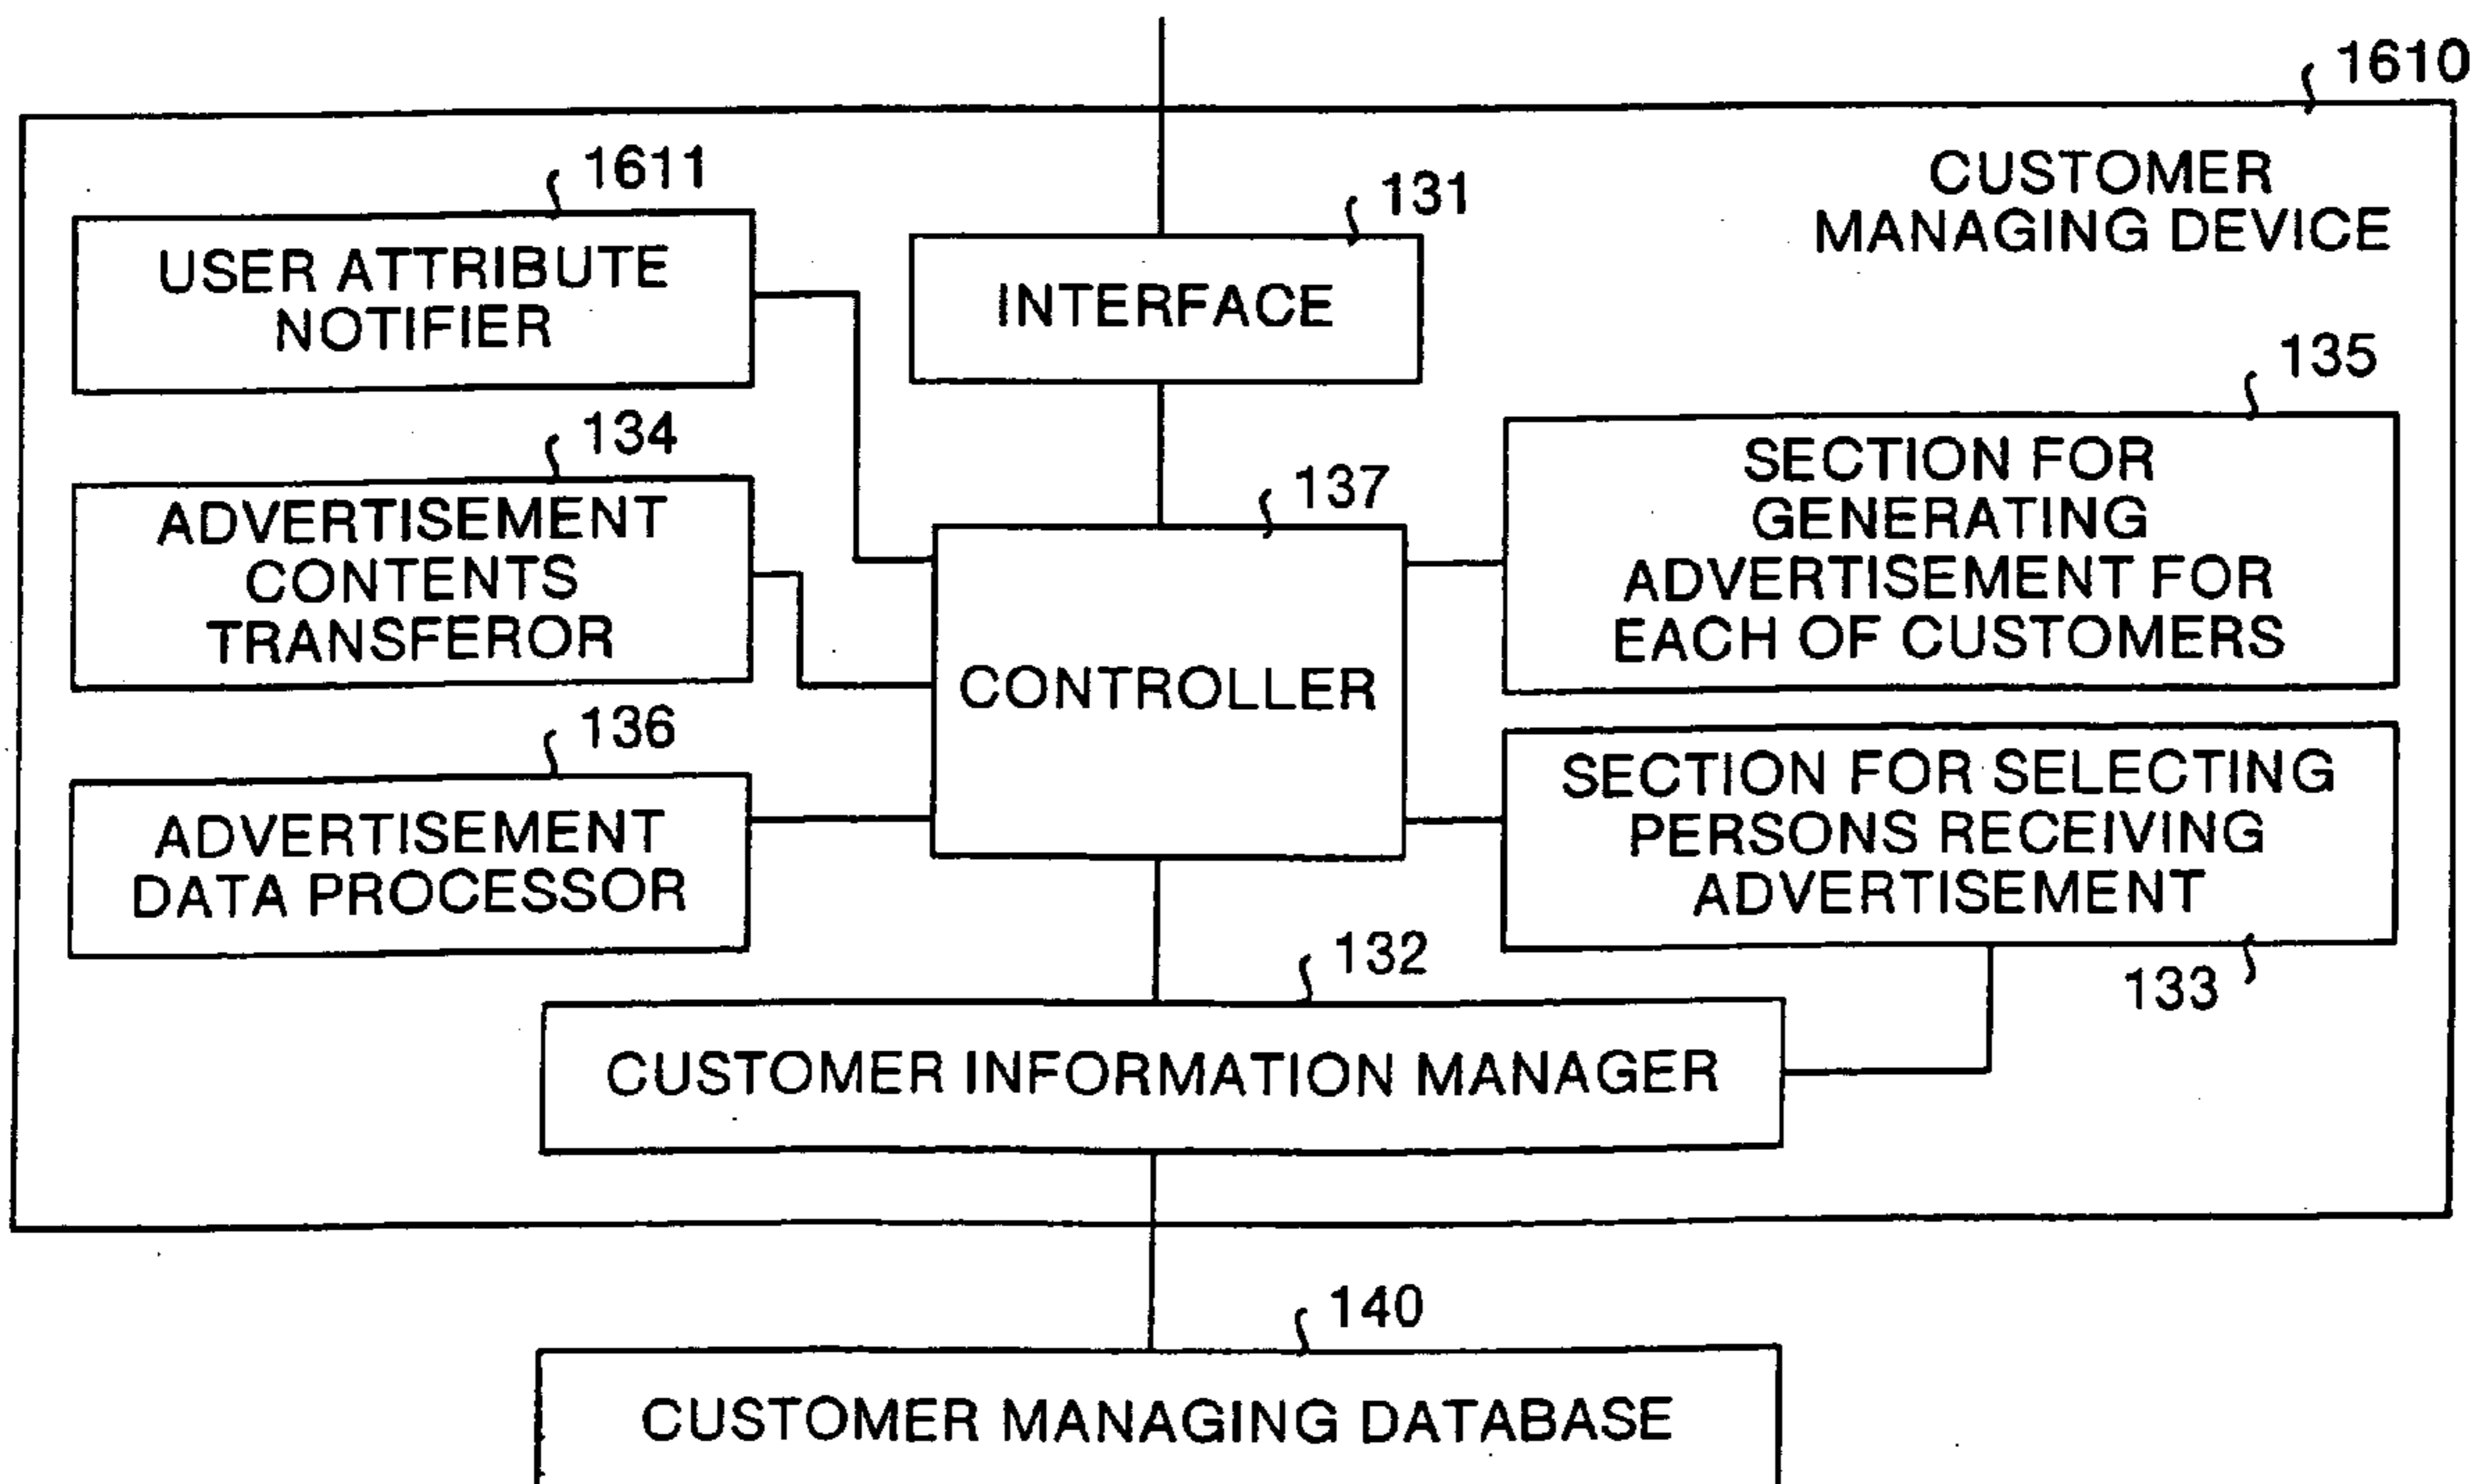 1610
CUSTOMER
MANAGING DEVICE
1611
USER ATTRIBUTE
NOTIFIER
131
INTERFACE
135
SECTION FOR
GENERATING
ADVERTISEMENT FOR
EACH OF CUSTOMERS
134
ADVERTISEMENT
CONTENTS
TRANSFEROR
137
CONTROLLER
136
ADVERTISEMENT
DATA PROCESSOR
SECTION FOR SELECTING
PERSONS RECEIVING
ADVERTISEMENT
133
132
CUSTOMER INFORMATION MANAGER
140
CUSTOMER MANAGING DATABASE